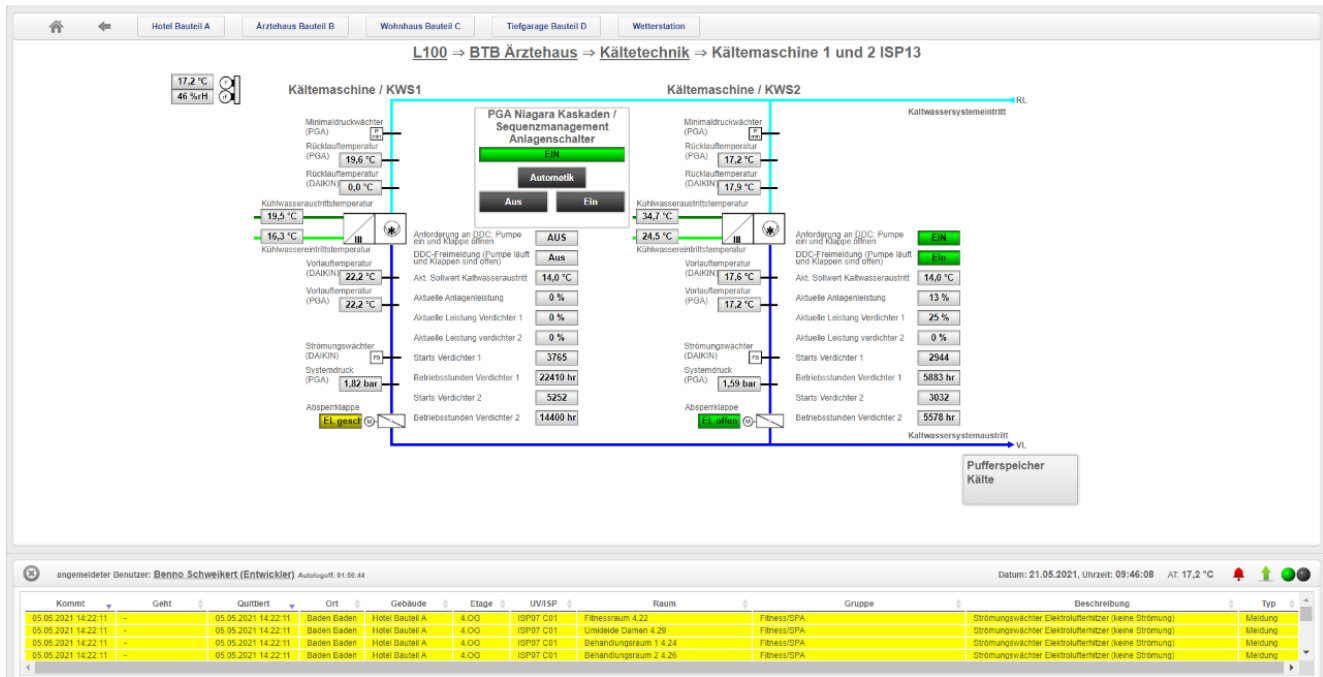 Hotel Bauteil A Ärztehaus Bauteil B Wohnhaus Bauteil C Tiefgarage Bauteil D Wetterstation
L100 ⇒ BTB Ärztehaus ⇒ Kältetechnik ⇒ Kältemaschine 1 und 2 ISP13
17,2 °C
46 %rH
Kältemaschine / KWS1
Minimaldruckwächter
(PGA)
Rücklauftemperatur
(PGA) 19,6 °C
Rücklauftemperatur
(DAIKIN) 0,0 °C
Kühlwasseraustrittstemperatur
19,5 °C
16,3 °C
Kühlwassereintrittstemperatur
Vorlauftemperatur
(DAIKIN) 22,2 °C
Vorlauftemperatur
(PGA) 22,2 °C
Strömungswächter
(DAIKIN) FS
Systemdruck
(PGA) 1,82 bar
Absperrklappe
EL gesch M
PGA Niagara Kaskaden /
Sequenzmanagement
Anlagenschalter
EIN
Automatik
Aus Ein
Anforderung an DDC: Pumpe
ein und Klappe öffnen AUS
DDC-Freimeldung (Pumpe läuft
und Klappen sind offen) Aus
Akt. Sollwert Kaltwasseraustritt 14,0 °C
Aktuelle Anlagenleistung 0 %
Aktuelle Leistung Verdichter 1 0 %
Aktuelle Leistung verdichter 2 0 %
Starts Verdichter 1 3765
Betriebsstunden Verdichter 1 22410 hr
Starts Verdichter 2 5252
Betriebsstunden Verdichter 2 14400 hr
Kältemaschine / KWS2
RL
Kaltwassersystemeintritt
Minimaldruckwächter
(PGA)
Rücklauftemperatur
(PGA) 17,2 °C
Rücklauftemperatur
(DAIKIN) 17,9 °C
Kühlwasseraustrittstemperatur
34,7 °C
24,5 °C
Kühlwassereintrittstemperatur
Vorlauftemperatur
(DAIKIN) 17,6 °C
Vorlauftemperatur
(PGA) 17,2 °C
Strömungswächter
(DAIKIN) FS
Systemdruck
(PGA) 1,59 bar
Absperrklappe
EL offen M
Anforderung an DDC: Pumpe
ein und Klappe öffnen EIN
DDC-Freimeldung (Pumpe läuft
und Klappen sind offen) Ein
Akt. Sollwert Kaltwasseraustritt 14,0 °C
Aktuelle Anlagenleistung 13 %
Aktuelle Leistung Verdichter 1 25 %
Aktuelle Leistung verdichter 2 0 %
Starts Verdichter 1 2944
Betriebsstunden Verdichter 1 5883 hr
Starts Verdichter 2 3032
Betriebsstunden Verdichter 2 5578 hr
Kaltwassersystemaustritt
VL
Pufferspeicher
Kälte
angemeldeter Benutzer: Benno Schweikert (Entwickler) Autologoff: 01:56:44 Datum: 21.05.2021, Uhrzeit: 09:46:08 AT: 17,2 °C
Kommt Geht Quittiert Ort Gebäude Etage UV/ISP Raum Gruppe Beschreibung Typ
05.05.2021 14:22:11 - 05.05.2021 14:22:11 Baden Baden Hotel Bauteil A 4.OG ISP07 C01 Fitnessraum 4.22 Fitness/SPA Strömungswächter Elektrolufterhitzer (keine Strömung) Meldung
05.05.2021 14:22:11 - 05.05.2021 14:22:11 Baden Baden Hotel Bauteil A 4.OG ISP07 C01 Umkleide Damen 4.29 Fitness/SPA Strömungswächter Elektrolufterhitzer (keine Strömung) Meldung
05.05.2021 14:22:11 - 05.05.2021 14:22:11 Baden Baden Hotel Bauteil A 4.OG ISP07 C01 Behandlungsraum 1 4.24 Fitness/SPA Strömungswächter Elektrolufterhitzer (keine Strömung) Meldung
05.05.2021 14:22:11 - 05.05.2021 14:22:11 Baden Baden Hotel Bauteil A 4.OG ISP07 C01 Behandlungsraum 2 4.26 Fitness/SPA Strömungswächter Elektrolufterhitzer (keine Strömung) Meldung